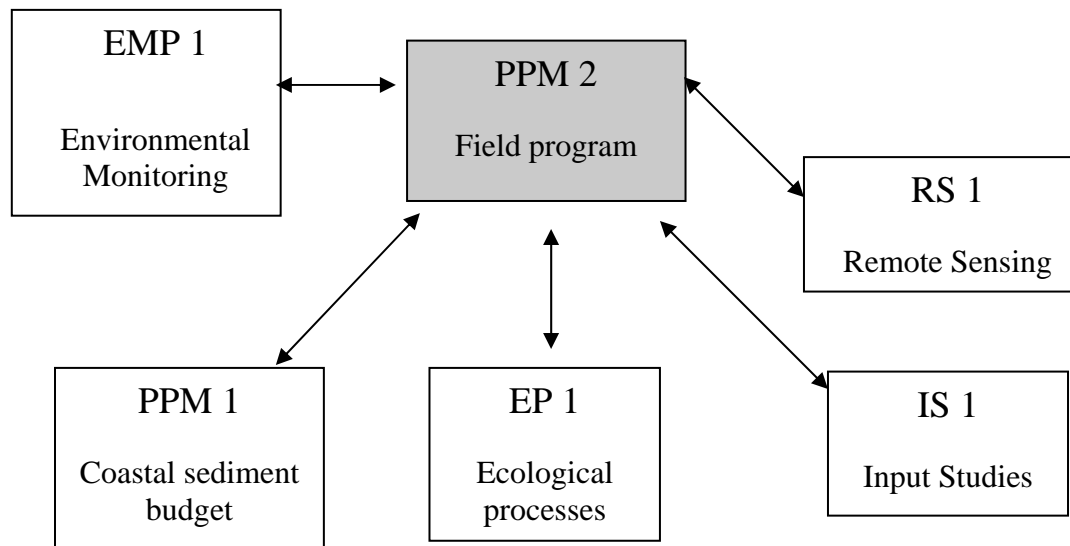 EMP 1
Environmental
Monitoring
PPM 2
Field program
RS 1
Remote Sensing
PPM 1
Coastal sediment
budget
EP 1
Ecological
processes
IS 1
Input Studies